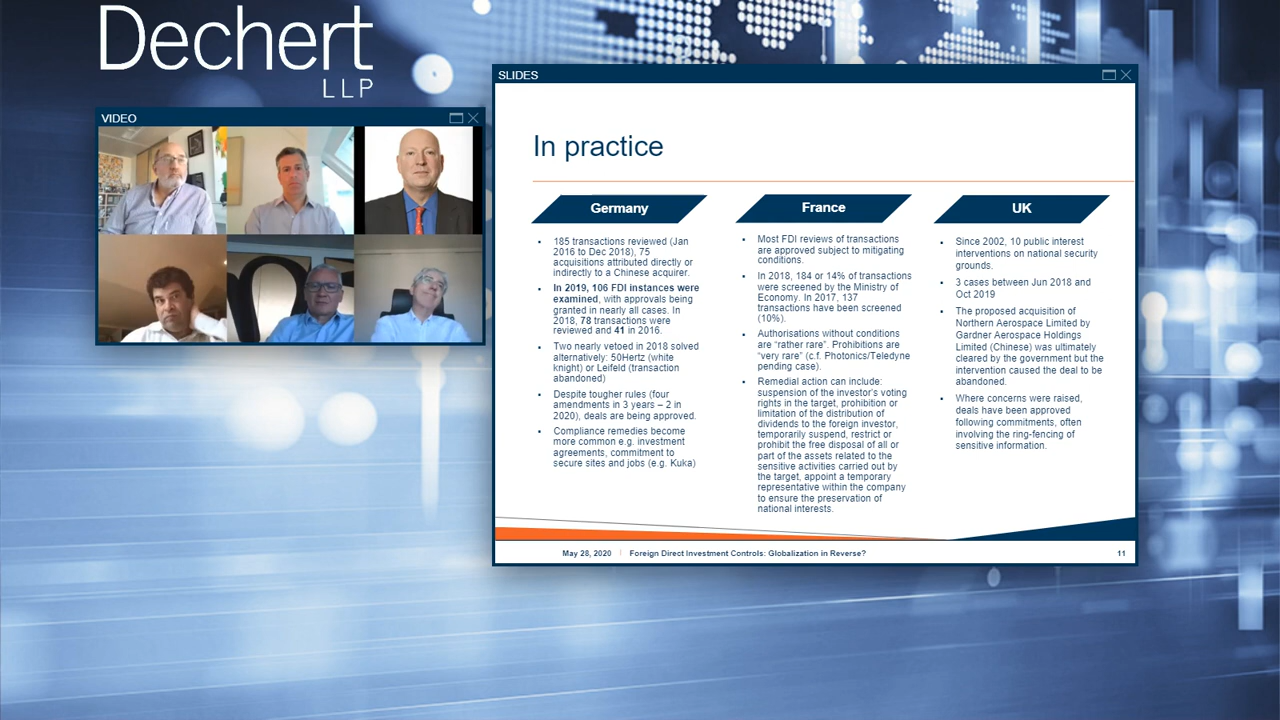 Dechert
LLP
VIDEO
SLIDES
In practice
Germany
• 185 transactions reviewed (Jan
2016 to Dec 2018), 75
acquisitions attributed directly or
indirectly to a Chinese acquirer.
• In 2019, 106 FDI instances were
examined, with approvals being
granted in nearly all cases. In
2018, 78 transactions were
reviewed and 41 in 2016.
• Two nearly vetoed in 2018 solved
alternatively: 50Hertz (white
knight) or Leifeld (transaction
abandoned)
• Despite tougher rules (four
amendments in 3 years – 2 in
2020), deals are being approved.
• Compliance remedies become
more common e.g. investment
agreements, commitment to
secure sites and jobs (e.g. Kuka)
France
• Most FDI reviews of transactions
are approved subject to mitigating
conditions.
• In 2018, 184 or 14% of transactions
were screened by the Ministry of
Economy. In 2017, 137
transactions have been screened
(10%).
• Authorisations without conditions
are “rather rare”. Prohibitions are
“very rare” (c.f. Photonics/Teledyne
pending case).
• Remedial action can include:
suspension of the investor’s voting
rights in the target, prohibition or
limitation of the distribution of
dividends to the foreign investor,
temporarily suspend, restrict or
prohibit the free disposal of all or
part of the assets related to the
sensitive activities carried out by
the target, appoint a temporary
representative within the company
to ensure the preservation of
national interests.
UK
• Since 2002, 10 public interest
interventions on national security
grounds.
• 3 cases between Jun 2018 and
Oct 2019
• The proposed acquisition of
Northern Aerospace Limited by
Gardner Aerospace Holdings
Limited (Chinese) was ultimately
cleared by the government but the
intervention caused the deal to be
abandoned.
• Where concerns were raised,
deals have been approved
following commitments, often
involving the ring-fencing of
sensitive information.
May 28, 2020 | Foreign Direct Investment Controls: Globalization in Reverse? 11